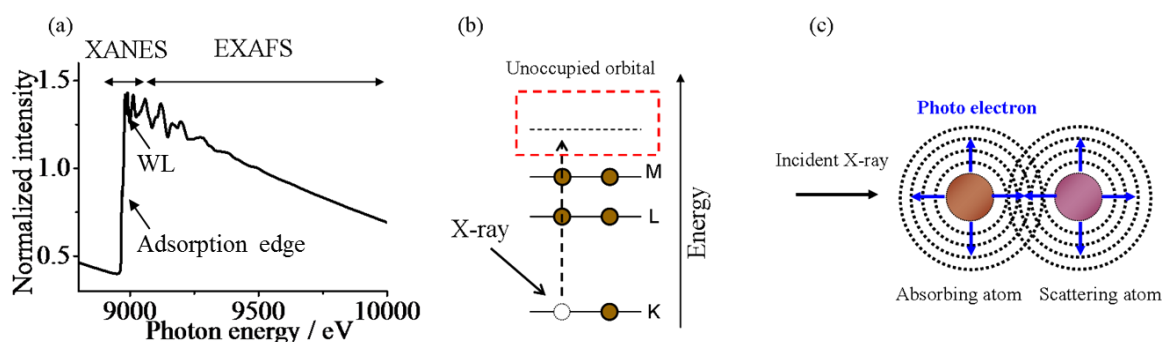 (a)
XANES
EXAFS
Normalized intensity
1.5
1.0
0.5
WL
Adsorption edge
9000
9500
10000
Photon energy / eV
(b)
Unoccupied orbital
M
L
X-ray
K
Energy
(c)
Photo electron
Incident X-ray
Absorbing atom
Scattering atom